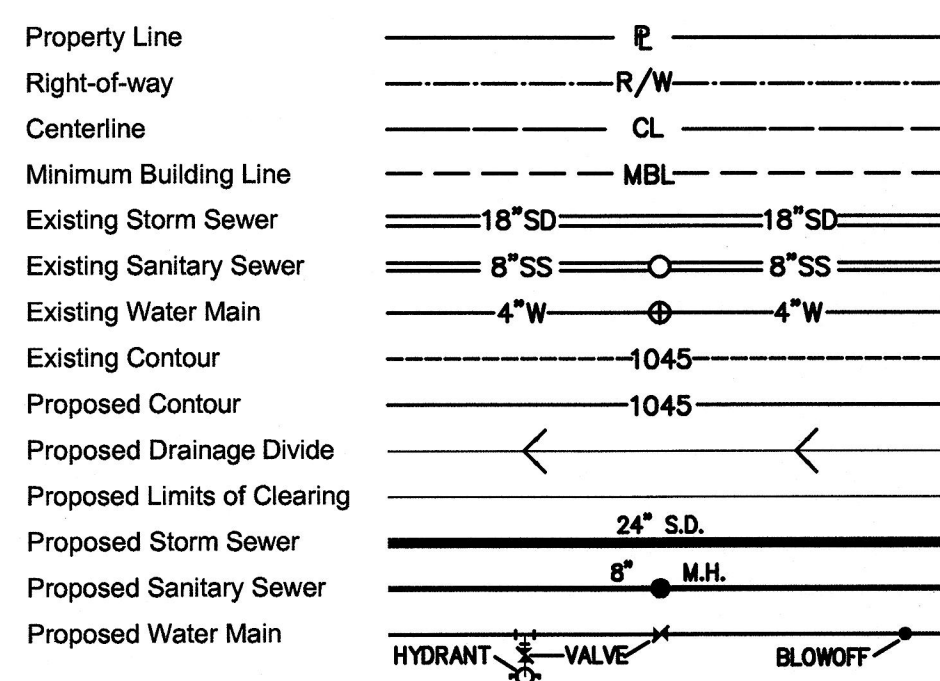 Property Line PL
Right-of-way R/W
Centerline CL
Minimum Building Line MBL
Existing Storm Sewer 18"SD 18"SD
Existing Sanitary Sewer 8"SS 8"SS
Existing Water Main 4"W 4"W
Existing Contour 1045
Proposed Contour 1045
Proposed Drainage Divide
Proposed Limits of Clearing
Proposed Storm Sewer 24" S.D.
Proposed Sanitary Sewer 8" M.H.
Proposed Water Main
HYDRANT VALVE BLOWOFF